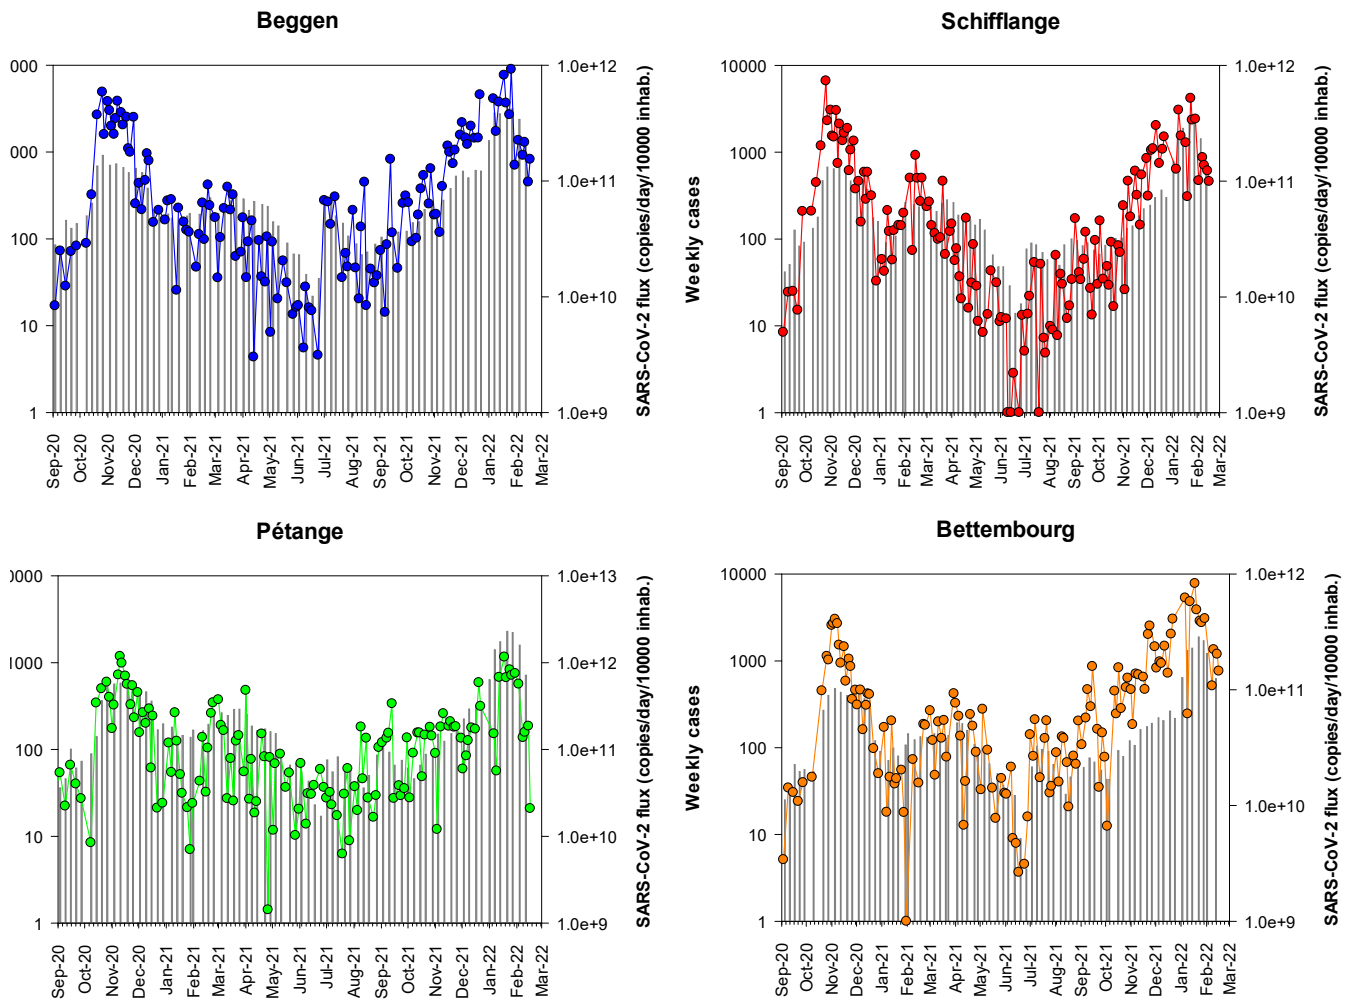 Beggen
Schifflange
000
000
100
10
1
1.0e+12
1.0e+11
1.0e+10
1.0e+9
SARS-CoV-2 flux (copies/day/10000 inhab.)
Sep-20
Oct-20
Nov-20
Dec-20
Jan-21
Feb-21
Mar-21
Apr-21
May-21
Jun-21
Jul-21
Aug-21
Sep-21
Oct-21
Nov-21
Dec-21
Jan-22
Feb-22
Mar-22
Weekly cases
10000
1000
100
10
1
1.0e+12
1.0e+11
1.0e+10
1.0e+9
SARS-CoV-2 flux (copies/day/10000 inhab.)
Sep-20
Oct-20
Nov-20
Dec-20
Jan-21
Feb-21
Mar-21
Apr-21
May-21
Jun-21
Jul-21
Aug-21
Sep-21
Oct-21
Nov-21
Dec-21
Jan-22
Feb-22
Mar-22
Pétange
Bettembourg
0000
1000
100
10
1
1.0e+13
1.0e+12
1.0e+11
1.0e+10
1.0e+9
SARS-CoV-2 flux (copies/day/10000 inhab.)
Sep-20
Oct-20
Nov-20
Dec-20
Jan-21
Feb-21
Mar-21
Apr-21
May-21
Jun-21
Jul-21
Aug-21
Sep-21
Oct-21
Nov-21
Dec-21
Jan-22
Feb-22
Mar-22
Weekly cases
10000
1000
100
10
1
1.0e+12
1.0e+11
1.0e+10
1.0e+9
SARS-CoV-2 flux (copies/day/10000 inhab.)
Sep-20
Oct-20
Nov-20
Dec-20
Jan-21
Feb-21
Mar-21
Apr-21
May-21
Jun-21
Jul-21
Aug-21
Sep-21
Oct-21
Nov-21
Dec-21
Jan-22
Feb-22
Mar-22